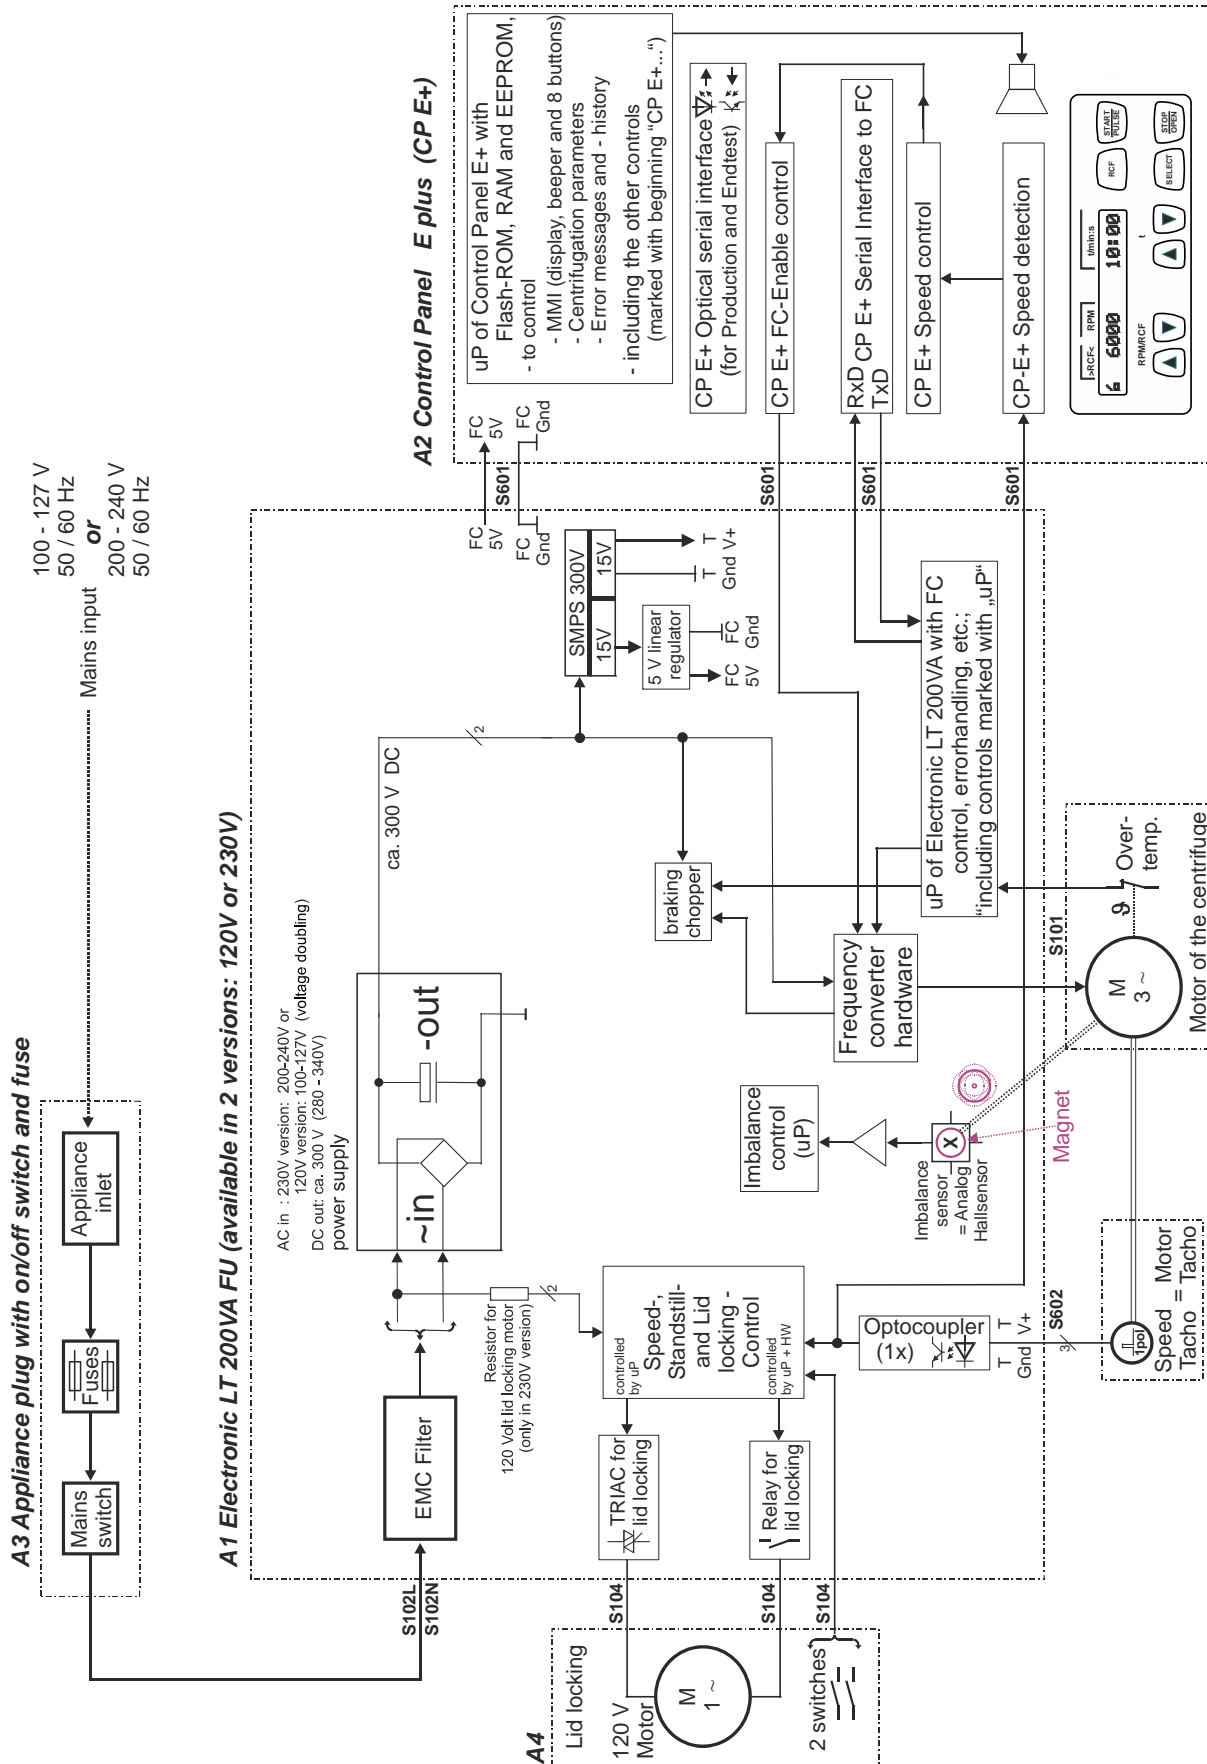 A3 Appliance plug with on/off switch and fuse
Mains
switch
Fuses
Appliance
inlet
Mains input
100 - 127 V
50 / 60 Hz
or
200 - 240 V
50 / 60 Hz
A1 Electronic LT 200VA FU (available in 2 versions: 120V or 230V)
S102L
S102N
EMC Filter
AC in : 230V version: 200-240V or
120V version: 100-127V (voltage doubling)
DC out: ca. 300 V (280 - 340V)
power supply
~in
-out
ca. 300 V DC
2
Resistor for
120 Volt lid locking motor
(only in 230V version)
2
SMPS 300V
15V
15V
T
Gnd
T
V+
5 V linear
regulator
FC
5V
FC
Gnd
FC
5V
FC
Gnd
S601
FC
5V
FC
Gnd
braking
chopper
Frequency
converter
hardware
uP of Electronic LT 200VA with FC
control, errorhandling, etc.;
“including controls marked with „uP“
Imbalance
control
(uP)
Imbalance
sensor
= Analog
Hallsensor
X
Magnet
controlled
by uP
Speed-,
Standstill-
and Lid
locking -
Control
controlled
by uP + HW
TRIAC for
lid locking
Relay for
lid locking
Optocoupler
(1x)
T
Gnd
T
V+
S602
3
1pol
Speed = Motor
Tacho = Tacho
S101
M
3 ~
ϑ
Over-
temp.
Motor of the centrifuge
A4
Lid locking
120 V
Motor
M
1 ~
2 switches
S104
S104
S104
A2 Control Panel E plus (CP E+)
uP of Control Panel E+ with
Flash-ROM, RAM and EEPROM,
- to control
- MMI (display, beeper and 8 buttons)
- Centrifugation parameters
- Error messages and - history
- including the other controls
(marked with beginning “CP E+...“)
CP E+ Optical serial interface
(for Production and Endtest)
CP E+ FC-Enable control
S601
RxD CP E+ Serial Interface to FC
TxD
S601
CP E+ Speed control
CP-E+ Speed detection
S601
>RCF< RPM
t/min:s
6 6000 10:00
RPM/RCF
t
RCF
START
PULSE
SELECT
STOP
OPEN